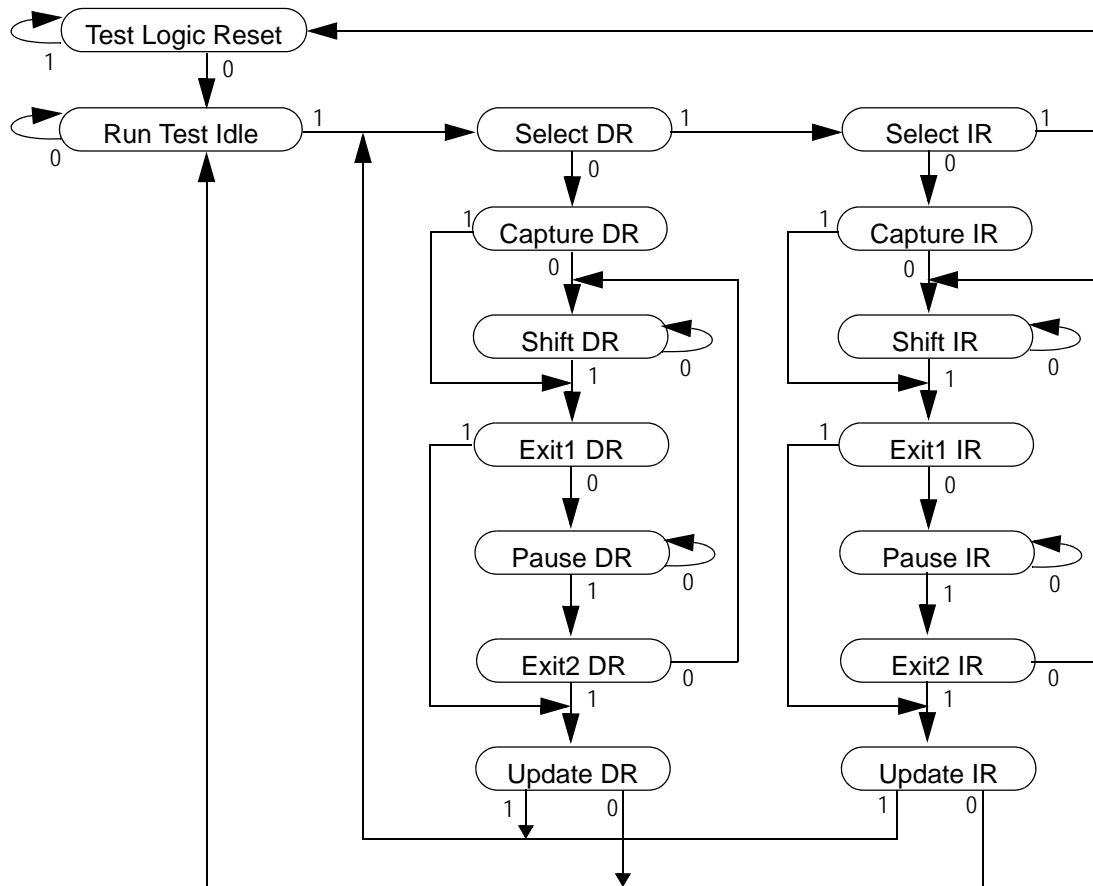 Test Logic Reset
1
0
Run Test Idle
1
0
Select DR
1
0
Select IR
1
0
1
Capture DR
0
1
Capture IR
0
Shift DR
0
1
Shift IR
0
1
1
Exit1 DR
0
1
Exit1 IR
0
Pause DR
0
1
Pause IR
0
1
Exit2 DR
0
1
Exit2 IR
0
1
Update DR
1
0
Update IR
1
0